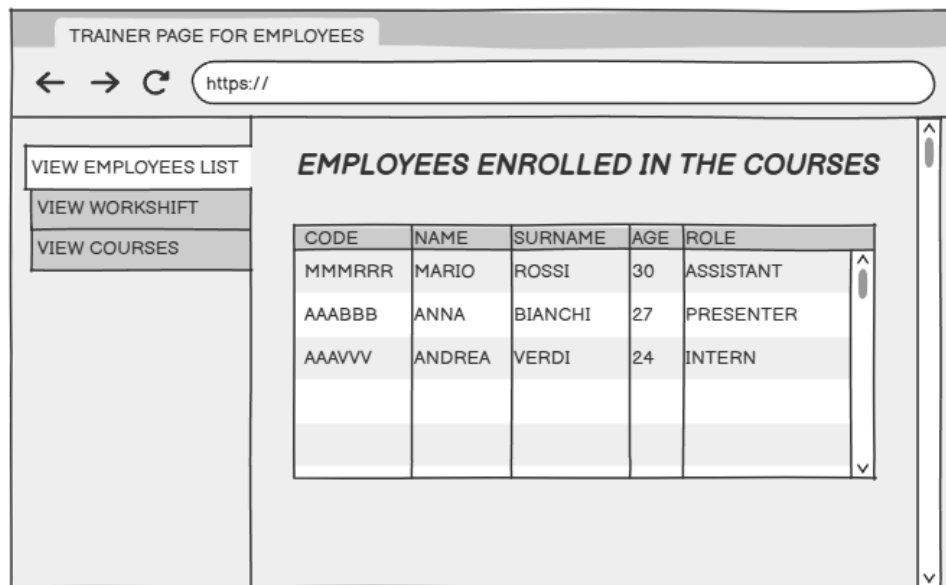 TRAINER PAGE FOR EMPLOYEES
https://
VIEW EMPLOYEES LIST
VIEW WORKSHIFT
VIEW COURSES
EMPLOYEES ENROLLED IN THE COURSES
CODE NAME SURNAME AGE ROLE
MMMRRR MARIO ROSSI 30 ASSISTANT
AAABBB ANNA BIANCHI 27 PRESENTER
AAAVVV ANDREA VERDI 24 INTERN